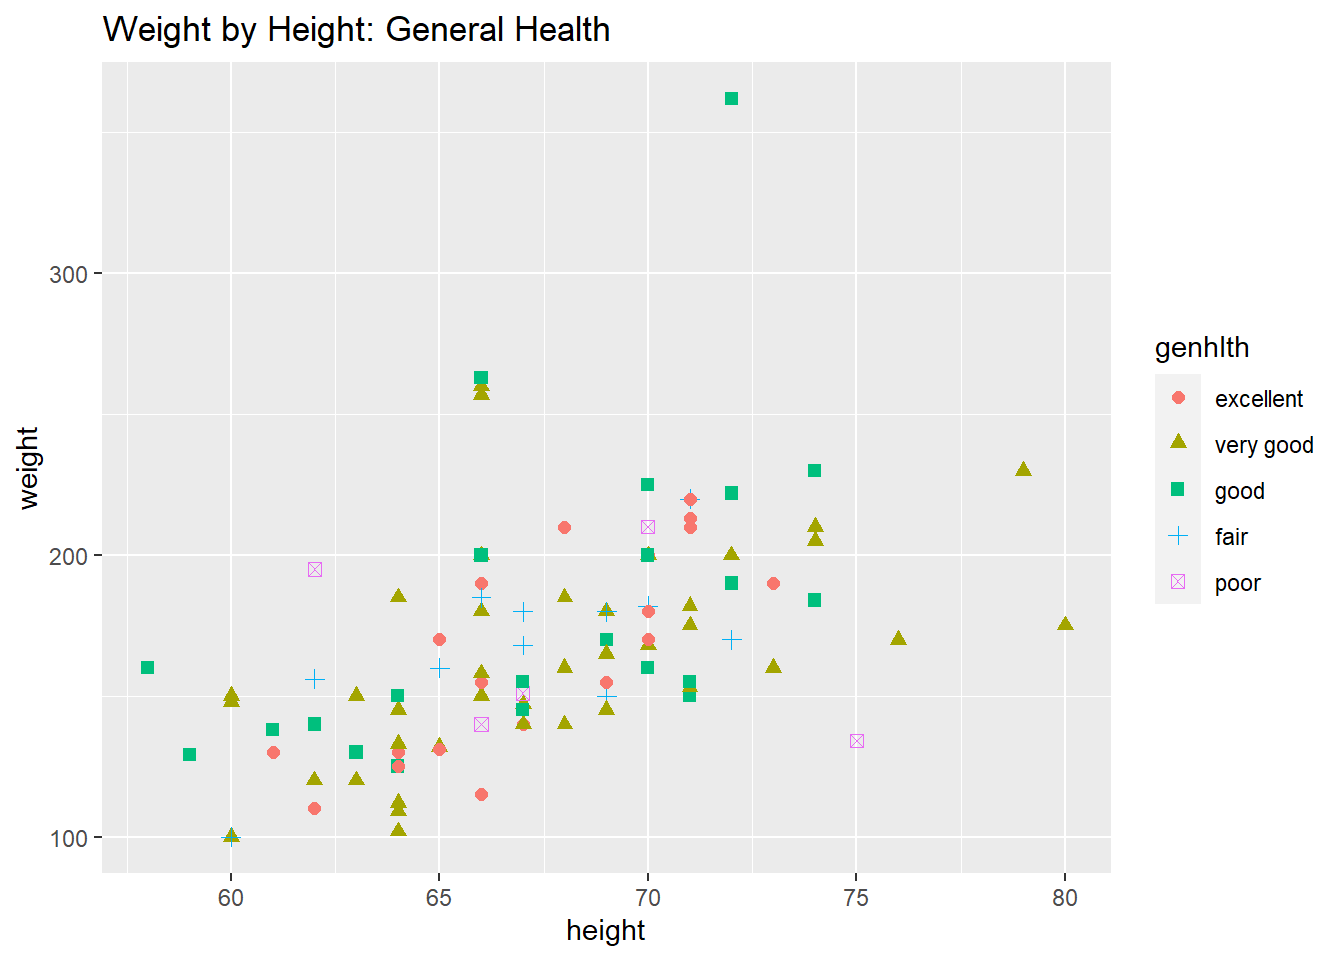 Weight by Height: General Health
300
200
100
weight
60 65 70 75 80
height
genhlth
excellent
very good
good
fair
poor